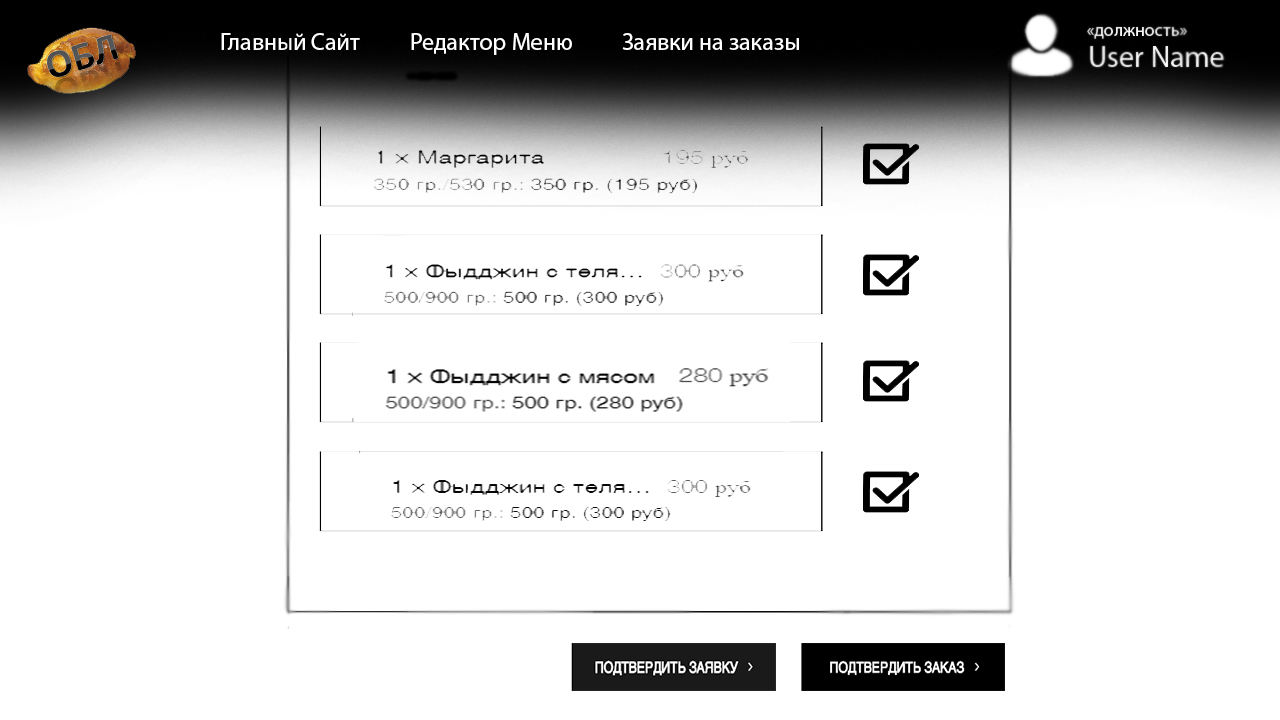 ОБЛ
Главный Сайт Редактор Меню Заявки на заказы
«должность»
User Name
1 × Маргарита 195 руб
350 гр./530 гр.: 350 гр. (195 руб)
1 × Фыдджин с теля... 300 руб
500/900 гр.: 500 гр. (300 руб)
1 × Фыдджин с мясом 280 руб
500/900 гр.: 500 гр. (280 руб)
1 × Фыдджин с теля... 300 руб
500/900 гр.: 500 гр. (300 руб)
ПОДТВЕРДИТЬ ЗАЯВКУ › ПОДТВЕРДИТЬ ЗАКАЗ ›